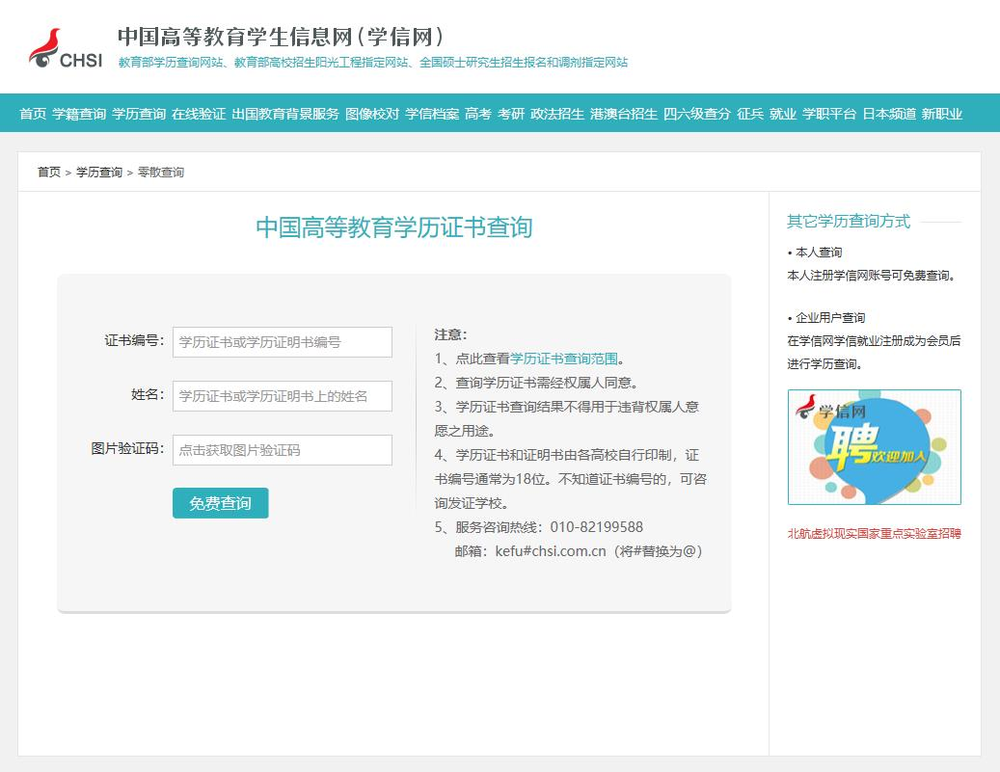 CHSI
中国高等教育学生信息网（学信网）
教育部学历查询网站、教育部高校招生阳光工程指定网站、全国硕士研究生招生报名和调剂指定网站
首页 学籍查询 学历查询 在线验证 出国教育背景服务 图像校对 学信档案 高考 考研 政法招生 港澳台招生 四六级查分 征兵 就业 学职平台 日本频道 新职业
首页 > 学历查询 > 零散查询
中国高等教育学历证书查询
证书编号：
学历证书或学历证明书编号
姓名：
学历证书或学历证明书上的姓名
图片验证码：
点击获取图片验证码
免费查询
注意：
1、点此查看学历证书查询范围。
2、查询学历证书需经权属人同意。
3、学历证书查询结果不得用于违背权属人意
愿之用途。
4、学历证书和证明书由各高校自行印制，证
书编号通常为18位。不知道证书编号的，可咨
询发证学校。
5、服务咨询热线：010-82199588
邮箱：kefu#chsi.com.cn（将#替换为@）
其它学历查询方式
• 本人查询
本人注册学信网账号可免费查询。
• 企业用户查询
在学信网学信就业注册成为会员后
进行学历查询。
学信网
聘欢迎加入
北航虚拟现实国家重点实验室招聘